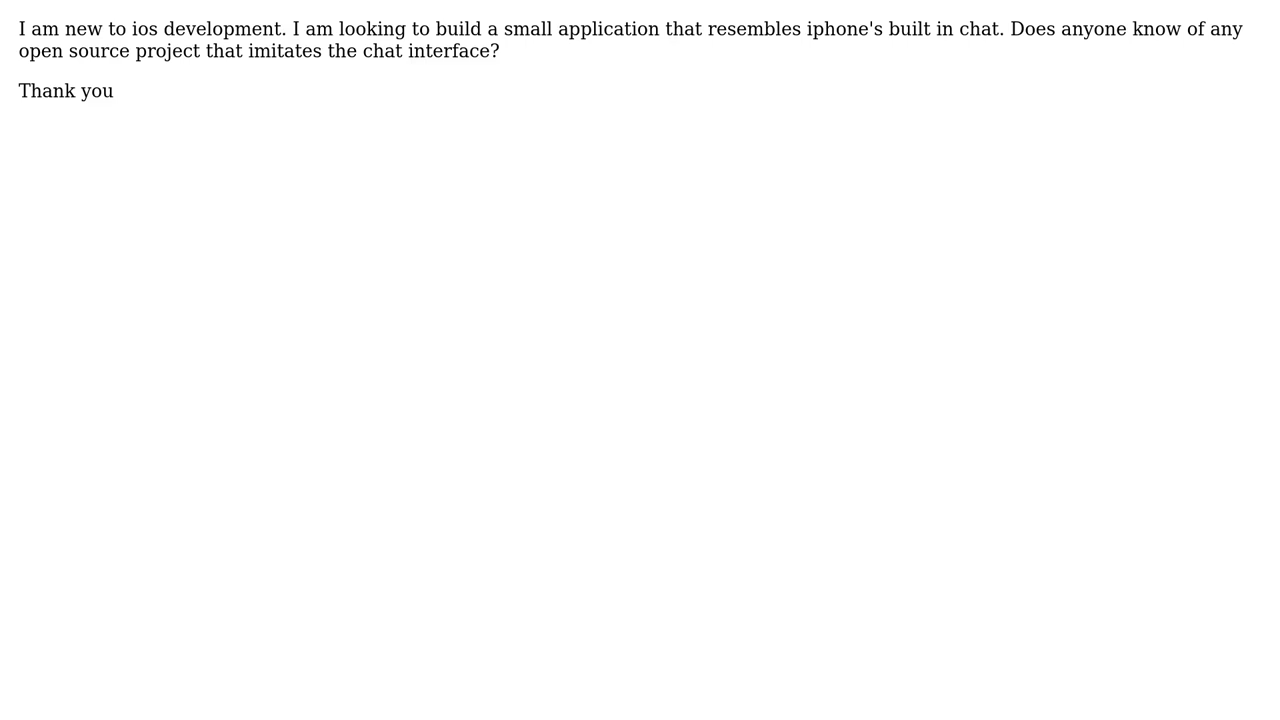 I am new to ios development. I am looking to build a small application that resembles iphone's built in chat. Does anyone know of any
open source project that imitates the chat interface?
Thank you